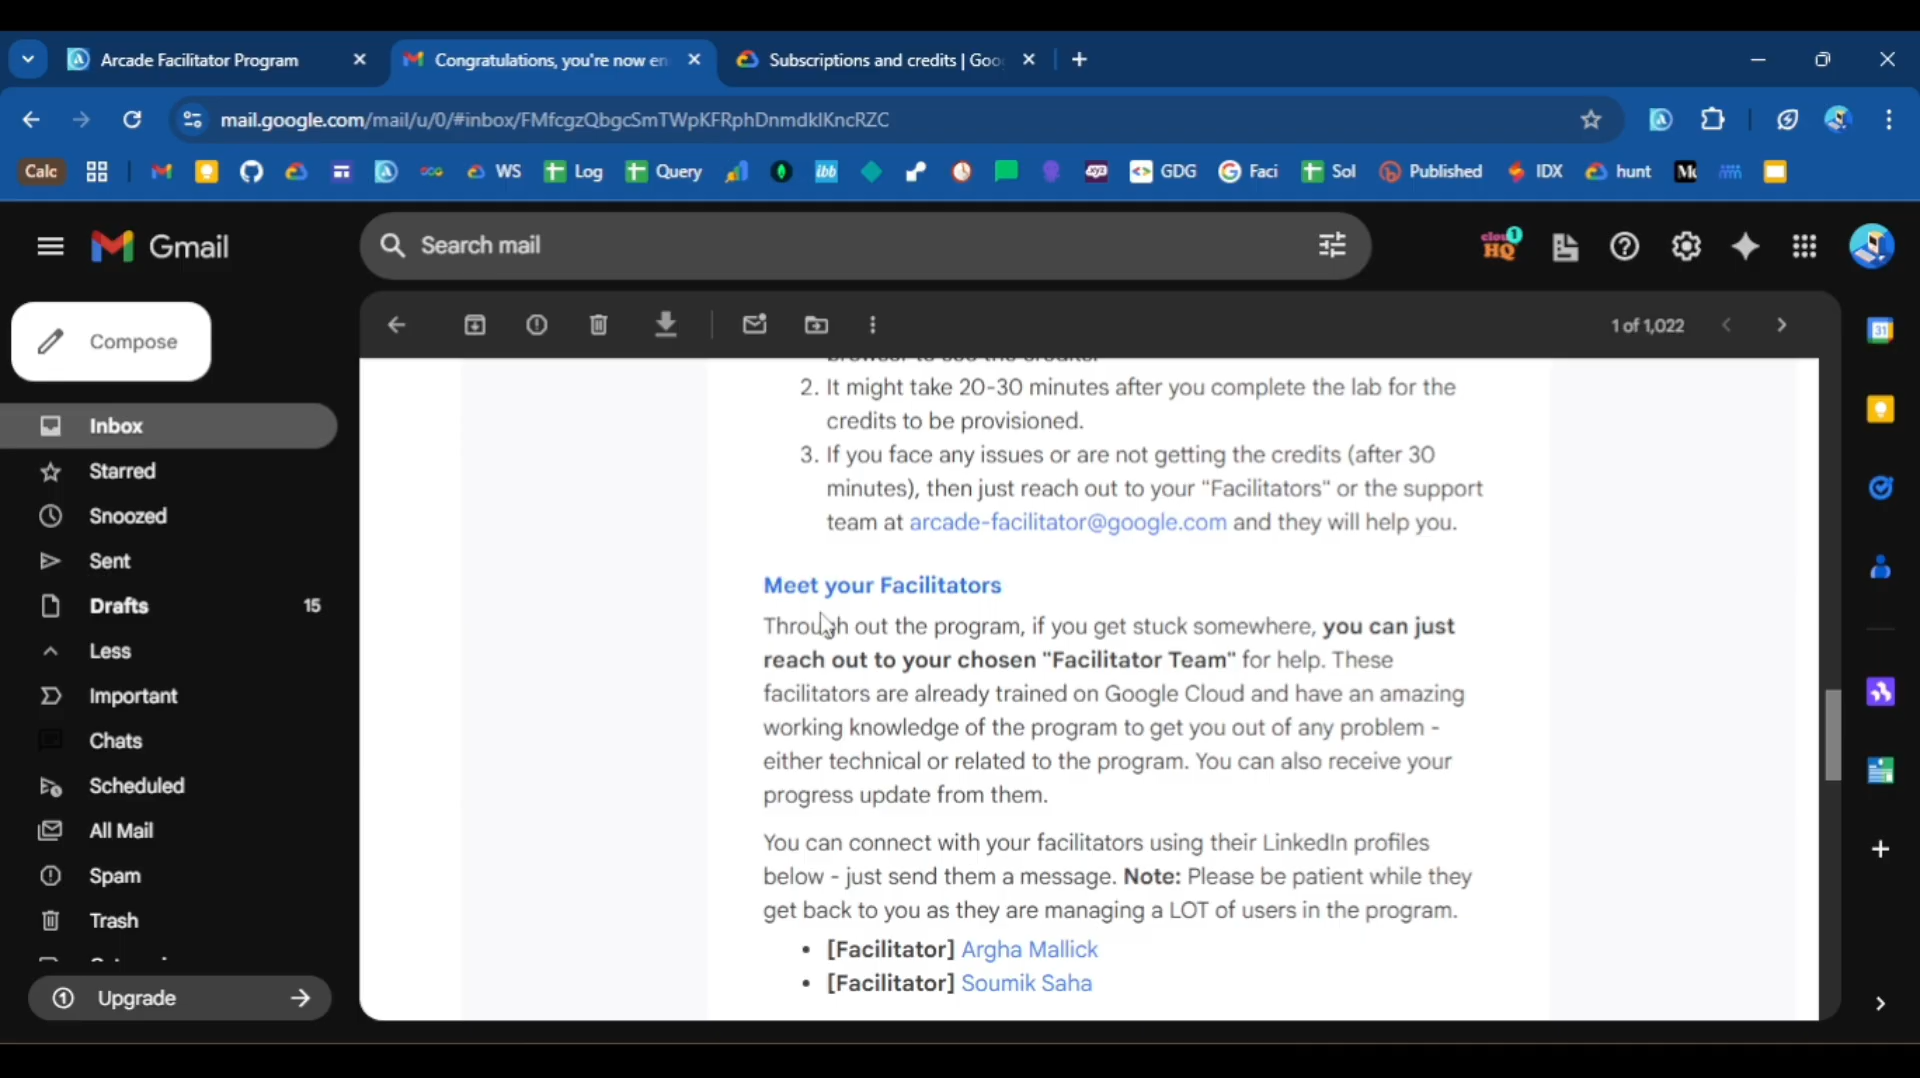 Arcade Facilitator Program
Congratulations, you're now en
Subscriptions and credits | Goo
mail.google.com/mail/u/0/#inbox/FMfcgzQbgcSmTWpKFRphDnmdklKncRZC
Calc
WS
Log
Query
ibb
xyz
GDG
Faci
Sol
Published
IDX
hunt
Gmail
Search mail
cloud
HQ
1
Compose
1 of 1,022
31
Inbox
Starred
Snoozed
Sent
Drafts 15
Less
Important
Chats
Scheduled
All Mail
Spam
Trash
Upgrade
browser to see the credits.
2. It might take 20-30 minutes after you complete the lab for the
credits to be provisioned.
3. If you face any issues or are not getting the credits (after 30
minutes), then just reach out to your "Facilitators" or the support
team at arcade-facilitator@google.com and they will help you.
Meet your Facilitators
Through out the program, if you get stuck somewhere, you can just
reach out to your chosen "Facilitator Team" for help. These
facilitators are already trained on Google Cloud and have an amazing
working knowledge of the program to get you out of any problem -
either technical or related to the program. You can also receive your
progress update from them.
You can connect with your facilitators using their LinkedIn profiles
below - just send them a message. Note: Please be patient while they
get back to you as they are managing a LOT of users in the program.
• [Facilitator] Argha Mallick
• [Facilitator] Soumik Saha